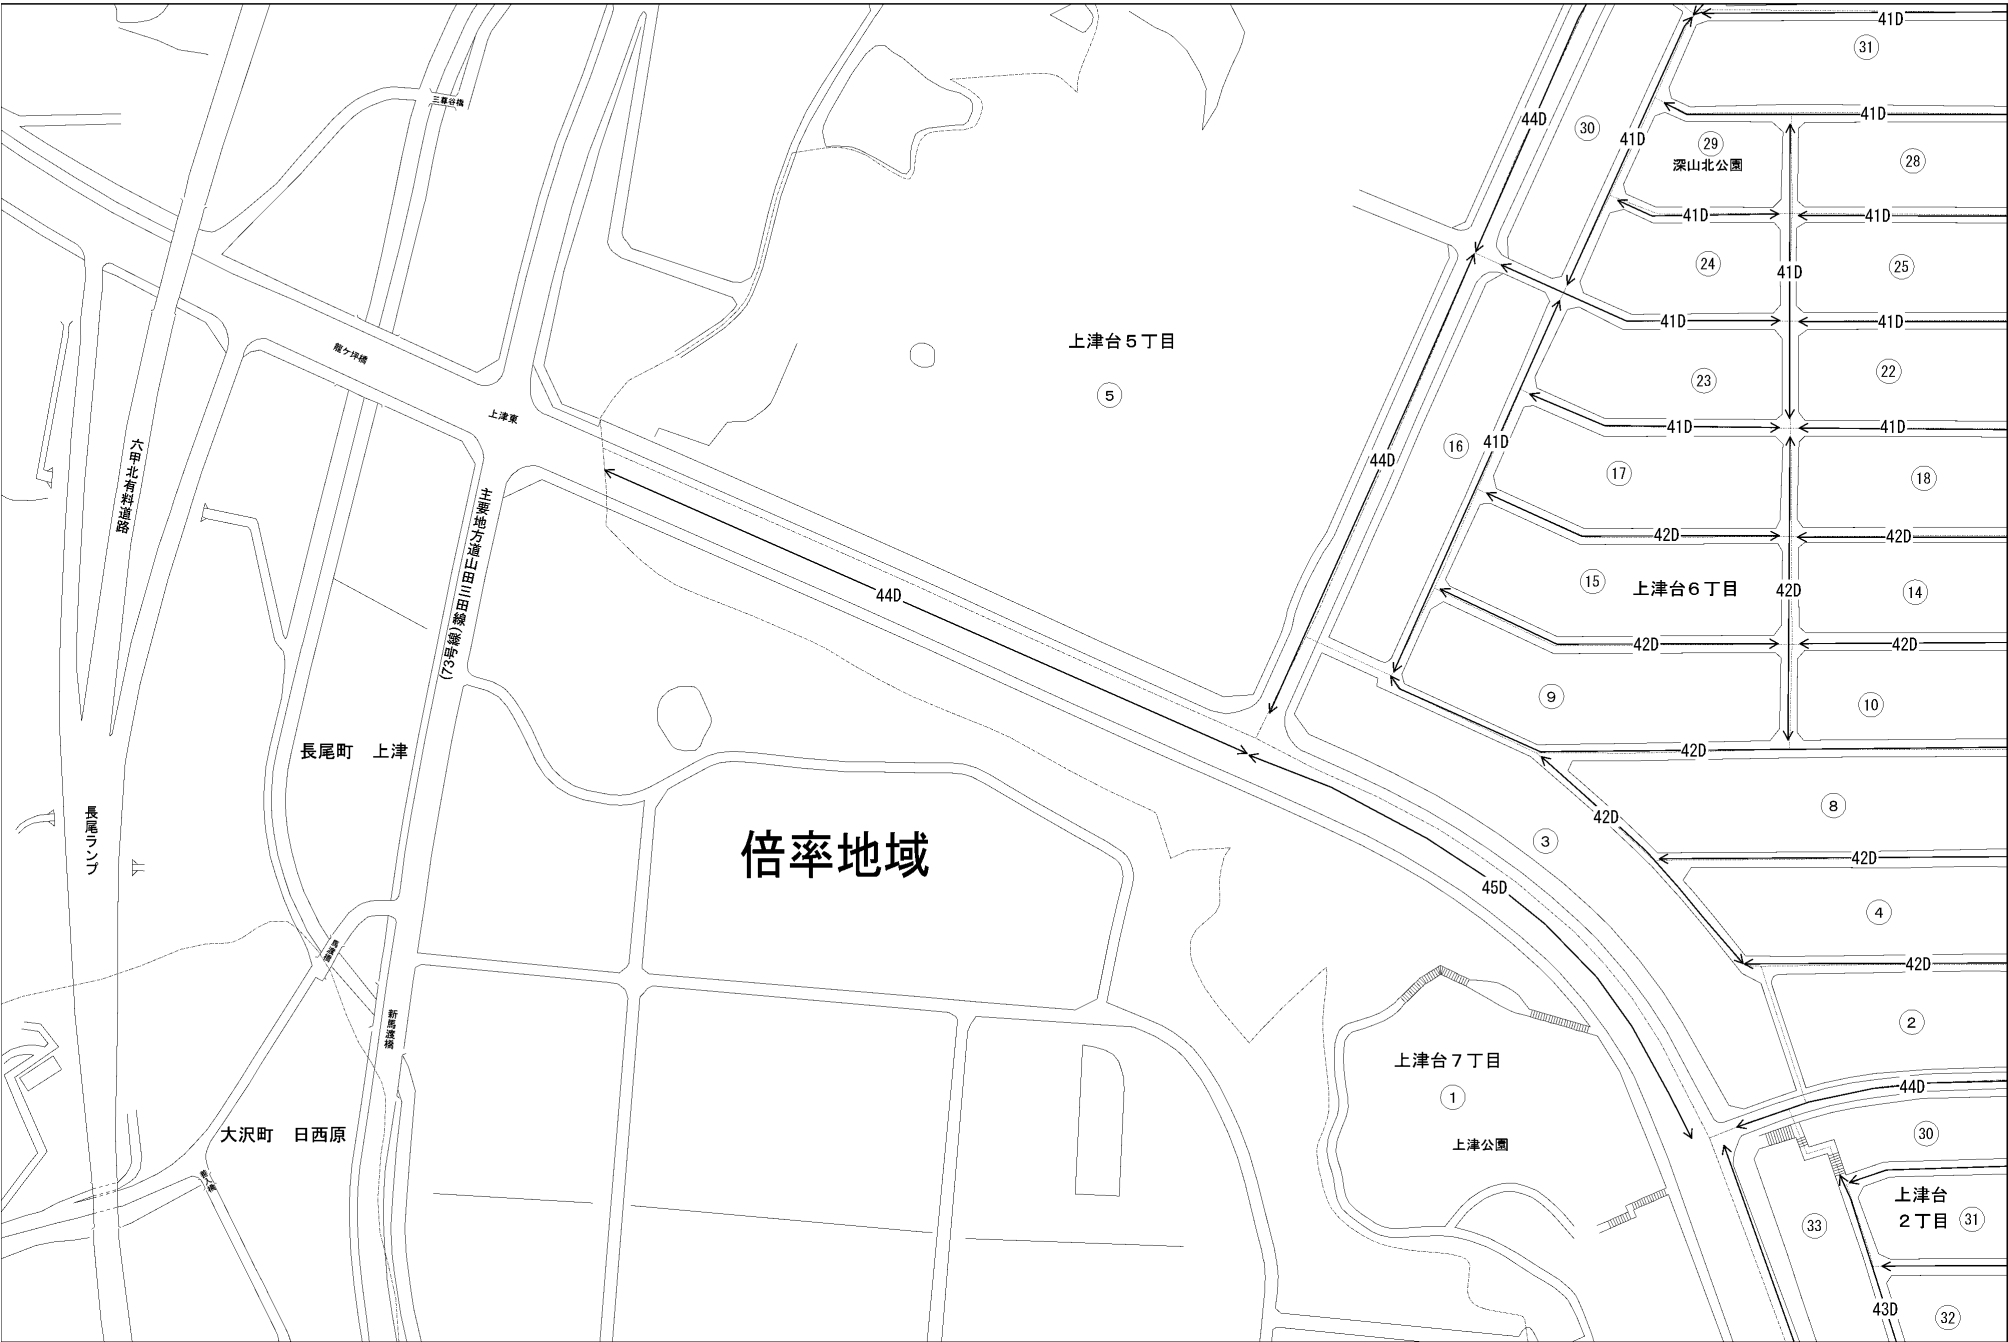 41D
31
三暮谷橋
41D
44D
30
41D
29
深山北公園
28
41D
41D
24
41D
25
41D
41D
上津台5丁目
龍ケ坪橋
5
23
22
上津東
41D
41D
16
41D
44D
六甲北有料道路
主要地方道山田三田線
(73号線)
17
18
42D
42D
44D
15
上津台6丁目
42D
14
42D
42D
9
10
長尾町 上津
42D
長尾ランプ
8
42D
3
倍率地域
42D
45D
4
馬渡橋
42D
新馬渡橋
2
上津台7丁目
44D
1
大沢町 日西原
上津公園
30
上津台
2丁目
31
33
43D
32